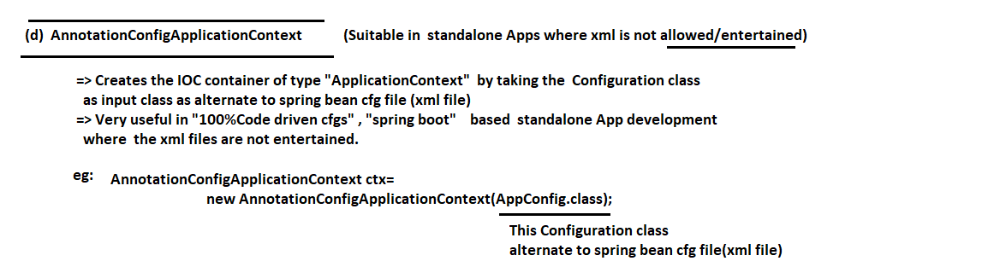 (d) AnnotationConfigApplicationContext (Suitable in standalone Apps where xml is not allowed/entertained)
=> Creates the IOC container of type "ApplicationContext" by taking the Configuration class
as input class as alternate to spring bean cfg file (xml file)
=> Very useful in "100%Code driven cfgs" , "spring boot" based standalone App development
where the xml files are not entertained.
eg: AnnotationConfigApplicationContext ctx=
new AnnotationConfigApplicationContext(AppConfig.class);
This Configuration class
alternate to spring bean cfg file(xml file)